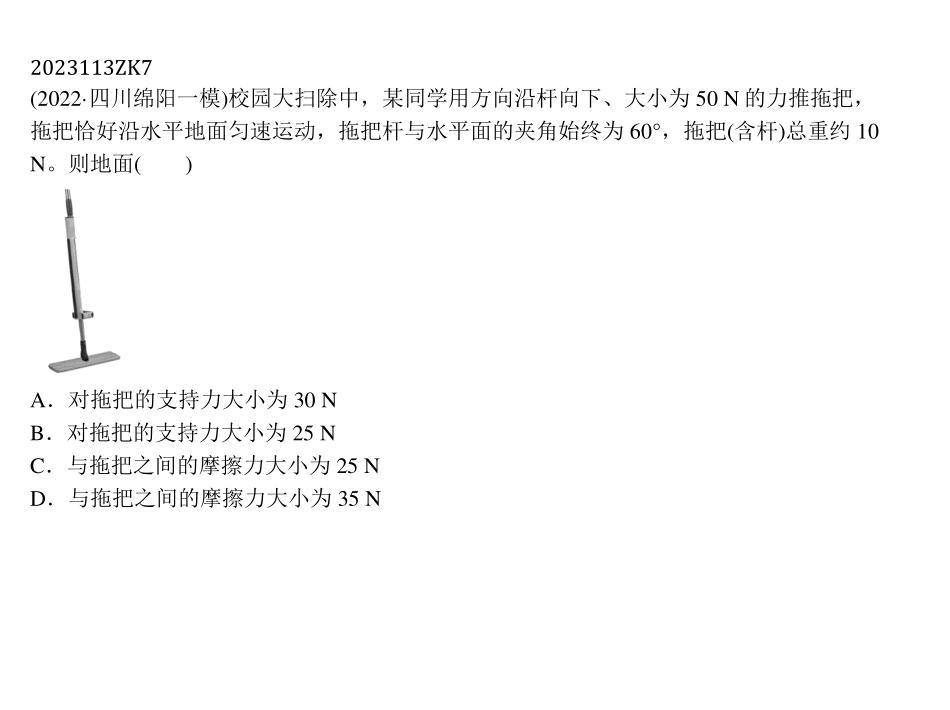 2023113ZK7
(2022·四川绵阳一模)校园大扫除中，某同学用方向沿杆向下、大小为 50 N 的力推拖把，
拖把恰好沿水平地面匀速运动，拖把杆与水平面的夹角始终为 60°，拖把(含杆)总重约 10
N。则地面(　　)
A．对拖把的支持力大小为 30 N
B．对拖把的支持力大小为 25 N
C．与拖把之间的摩擦力大小为 25 N
D．与拖把之间的摩擦力大小为 35 N